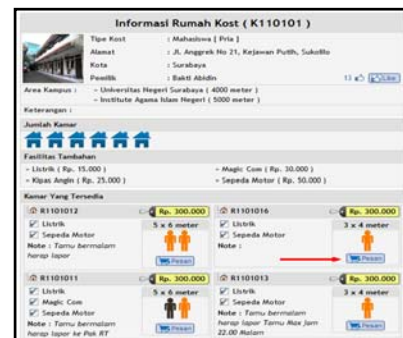 Informasi Rumah Kost ( K110101 )
Tipe Kost : Mahasiswa [ Pria ]
Alamat : Jl. Anggrek No 21, Kejawan Putih, Sukolilo
Kota : Surabaya
Pemilik : Bakti Abidin
13 Like
Area Kampus : - Universitas Negeri Surabaya ( 4000 meter )
- Institute Agama Islam Negeri ( 5000 meter )
Keterangan :
Jumlah Kamar
Fasilitas Tambahan
- Listrik ( Rp. 15.000 ) - Magic Com ( Rp. 30.000 )
- Kipas Angin ( Rp. 25.000 ) - Sepeda Motor ( Rp. 50.000 )
Kamar Yang Tersedia
R1101012 Rp. 300.000
Listrik 5 x 6 meter
Sepeda Motor
Note : Tamu bermalam
harap lapor Pesan
R1101016 Rp. 300.000
Listrik 3 x 4 meter
Sepeda Motor
Note :
Pesan
R1101011 Rp. 300.000
Listrik 5 x 6 meter
Magic Com
Sepeda Motor
Note : Tamu bermalam Pesan
harap lapor ke Pak RT
R1101013 Rp. 300.000
Listrik 3 x 4 meter
Sepeda Motor
Note : Tamu bermalam
harap lapor Tamu Max Jam Pesan
22.00 Malam